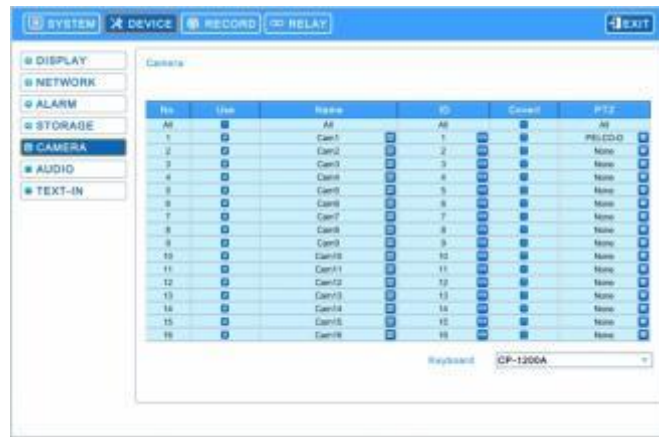 SYSTEM DEVICE RECORD RELAY EXIT
DISPLAY
NETWORK
ALARM
STORAGE
CAMERA
AUDIO
TEXT-IN
Camera
No Use Name ID Covert PTZ
All All All All
1 Cam1 1 PELCO-D
2 Cam2 2 None
3 Cam3 3 None
4 Cam4 4 None
5 Cam5 5 None
6 Cam6 6 None
7 Cam7 7 None
8 Cam8 8 None
9 Cam9 9 None
10 Cam10 10 None
11 Cam11 11 None
12 Cam12 12 None
13 Cam13 13 None
14 Cam14 14 None
15 Cam15 15 None
16 Cam16 16 None
Keyboard CP-1200A